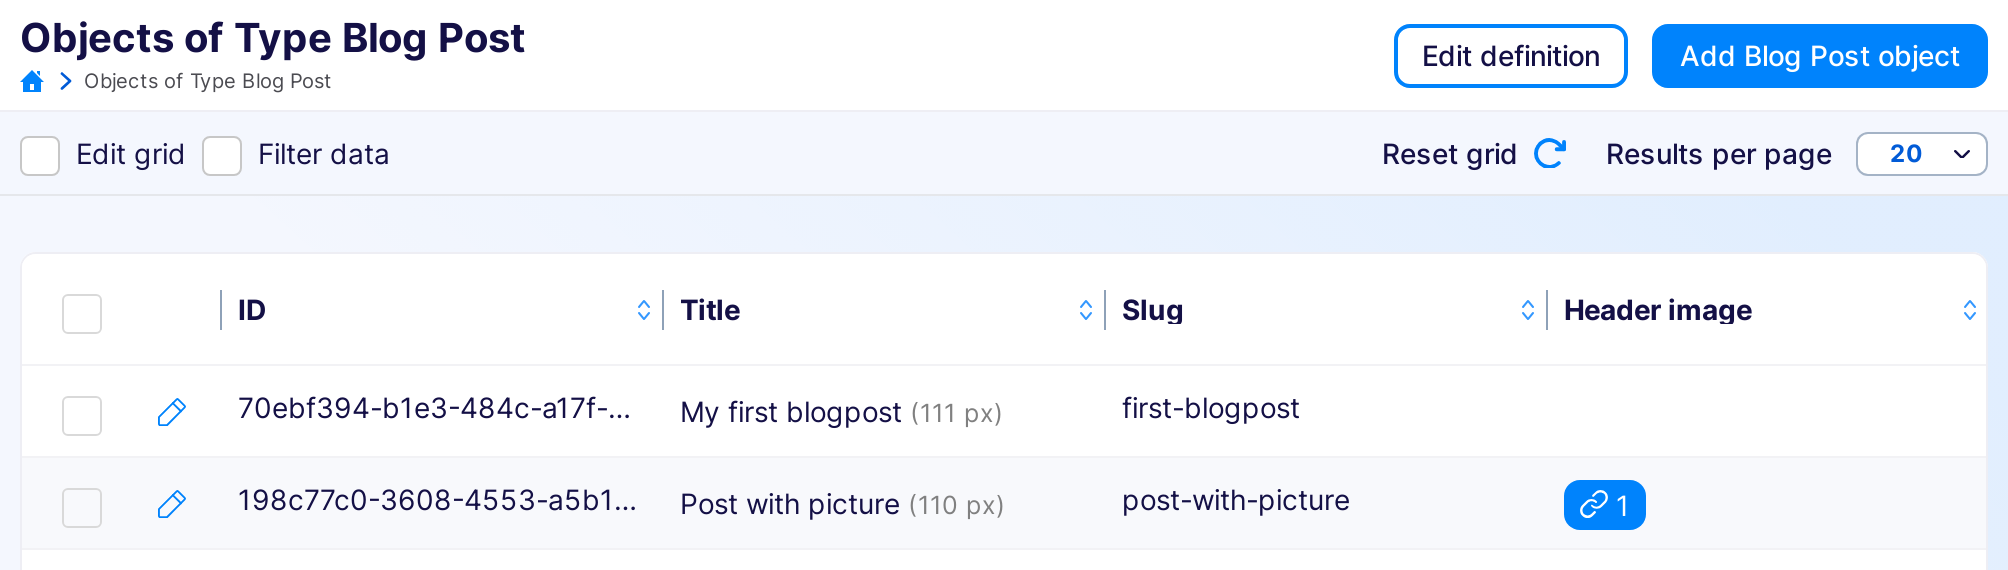 Objects of Type Blog Post
Objects of Type Blog Post
Edit definition
Add Blog Post object
Edit grid
Filter data
Reset grid
Results per page
20
ID
Title
Slug
Header image
70ebf394-b1e3-484c-a17f-...
My first blogpost (111 px)
first-blogpost
198c77c0-3608-4553-a5b1...
Post with picture (110 px)
post-with-picture
1